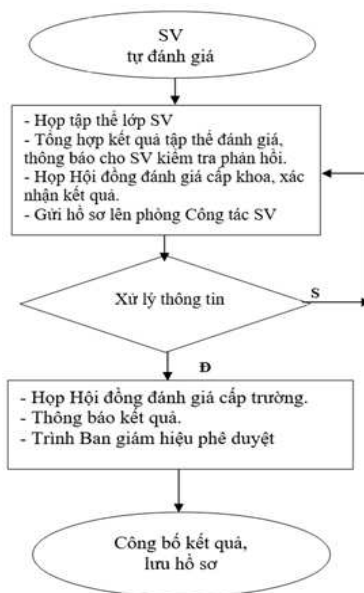 SV
tự đánh giá
- Họp tập thể lớp SV
- Tổng hợp kết quả tập thể đánh giá,
thông báo cho SV kiểm tra phản hồi.
- Họp Hội đồng đánh giá cấp khoa, xác
nhận kết quả.
- Gửi hồ sơ lên phòng Công tác SV
Xử lý thông tin
S
Đ
- Họp Hội đồng đánh giá cấp trường.
- Thông báo kết quả.
- Trình Ban giám hiệu phê duyệt
Công bố kết quả,
lưu hồ sơ